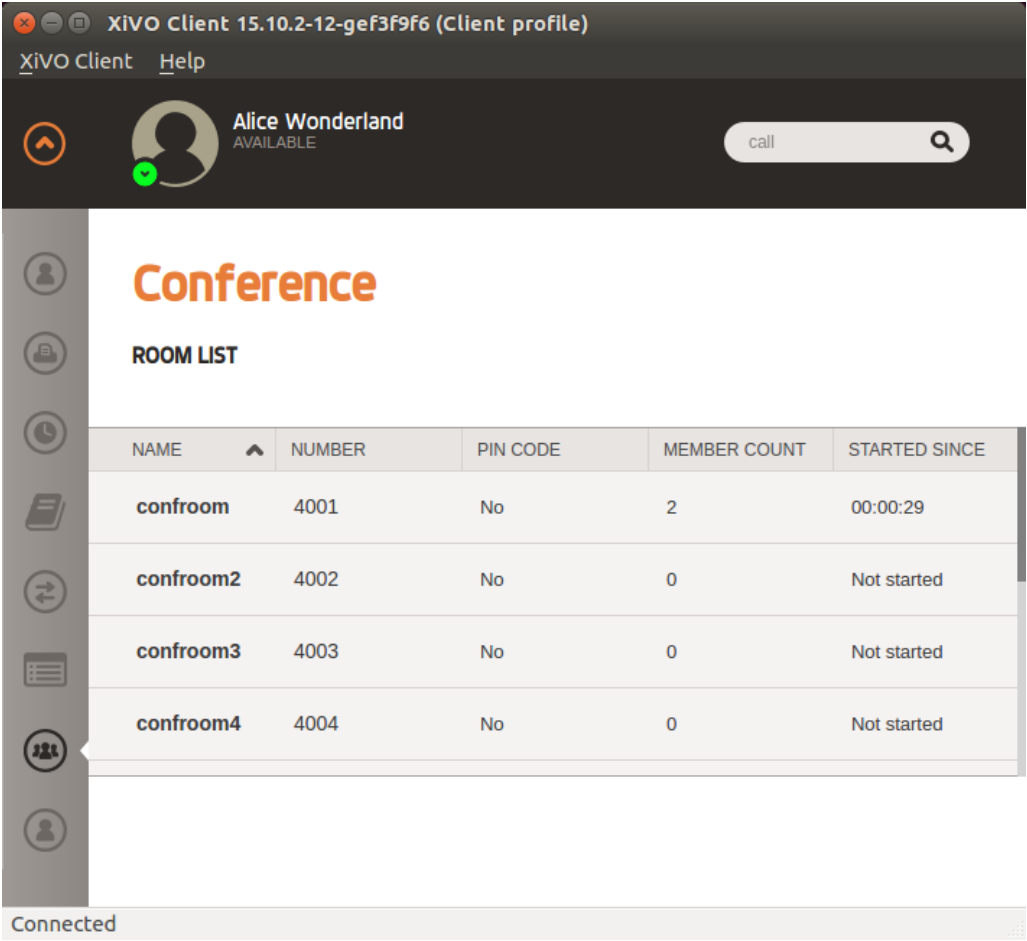 XiVO Client 15.10.2-12-gef3f9f6 (Client profile)
XiVO Client Help
Alice Wonderland
AVAILABLE
call
Conference
ROOM LIST
NAME NUMBER PIN CODE MEMBER COUNT STARTED SINCE
confroom 4001 No 2 00:00:29
confroom2 4002 No 0 Not started
confroom3 4003 No 0 Not started
confroom4 4004 No 0 Not started
Connected